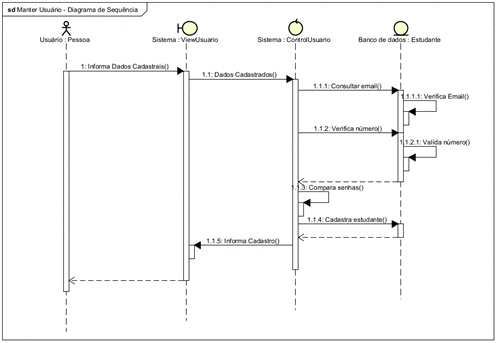 sd Manter Usuário - Diagrama de Sequência
Usuário : Pessoa
Sistema : ViewUsuario
Sistema : ControlUsuario
Banco de dados : Estudante
1: Informa Dados Cadastrais()
1.1: Dados Cadastrados()
1.1.1: Consultar email()
1.1.1.1: Verifica Email()
1.1.2: Verifica número()
1.1.2.1: Valida número()
1.1.3: Compara senhas()
1.1.4: Cadastra estudante()
1.1.5: Informa Cadastro()